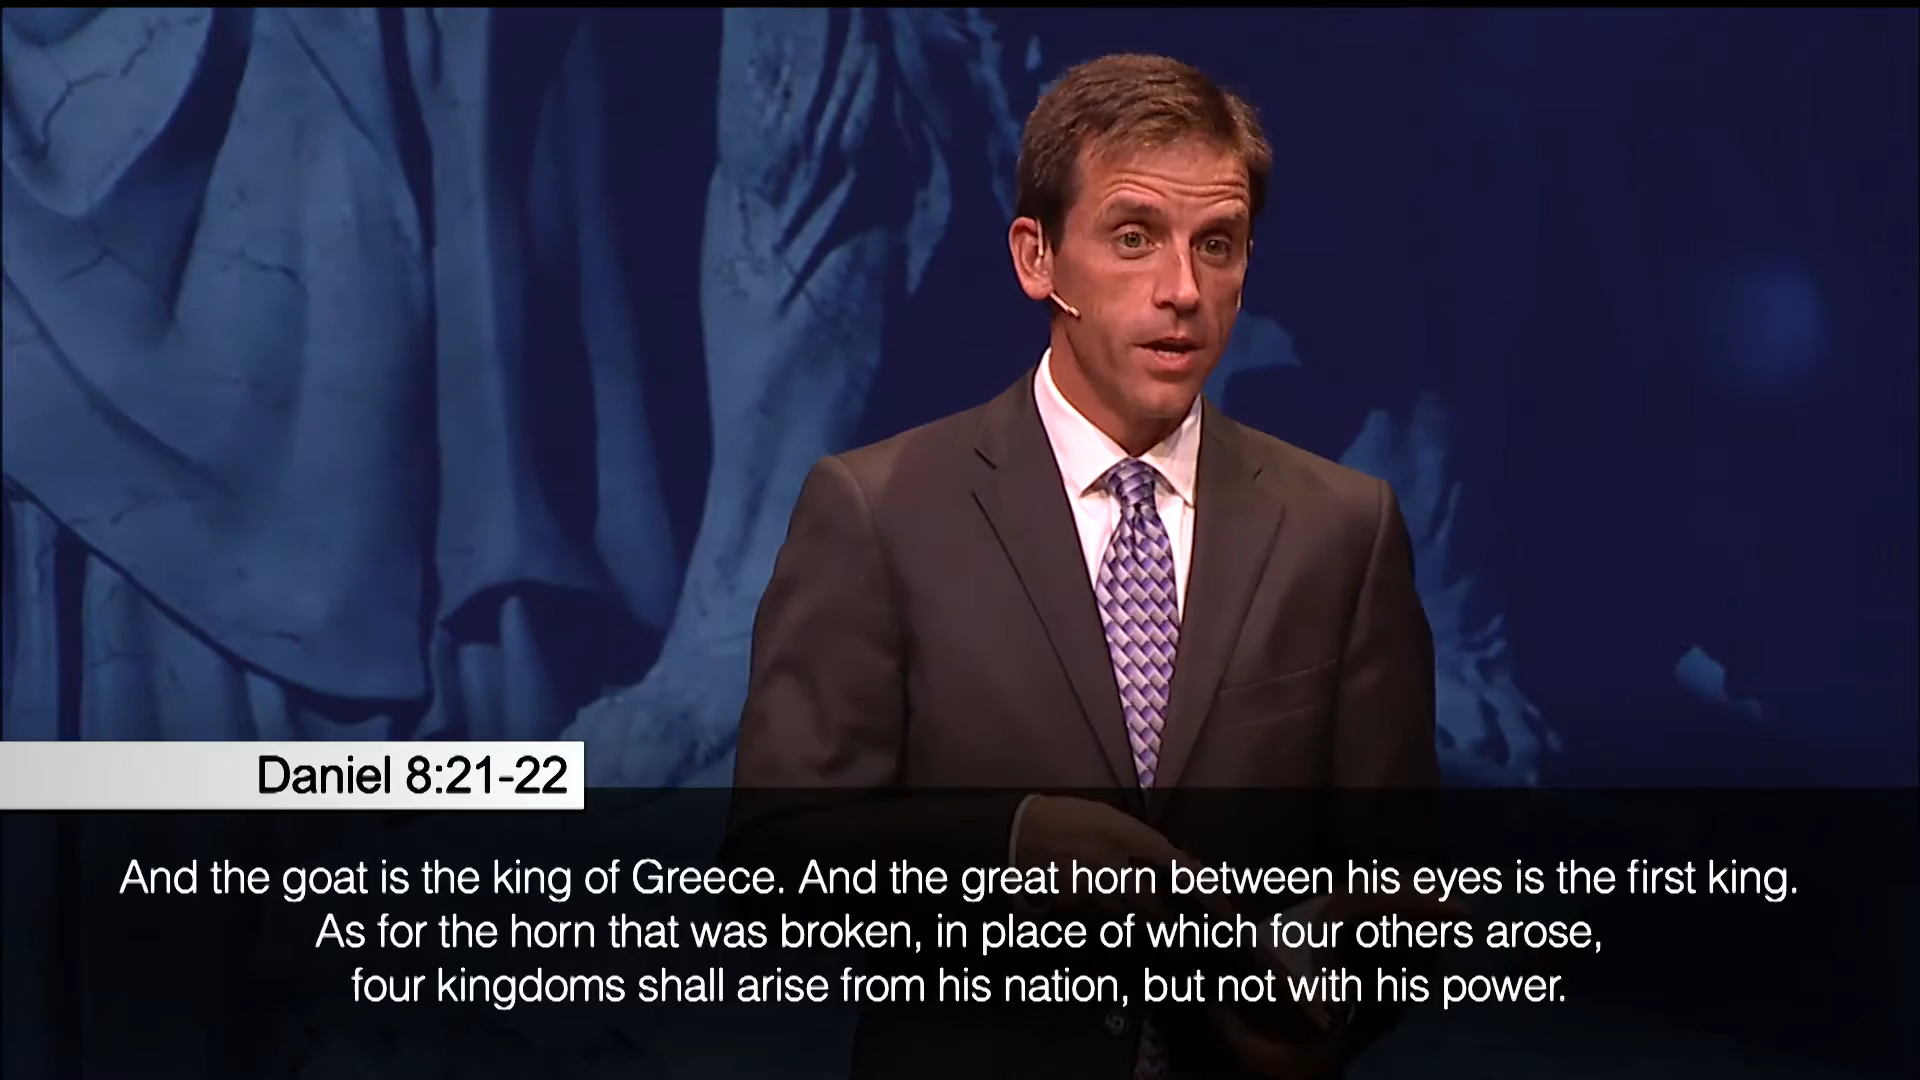 Daniel 8:21-22
And the goat is the king of Greece. And the great horn between his eyes is the first king.
As for the horn that was broken, in place of which four others arose,
four kingdoms shall arise from his nation, but not with his power.